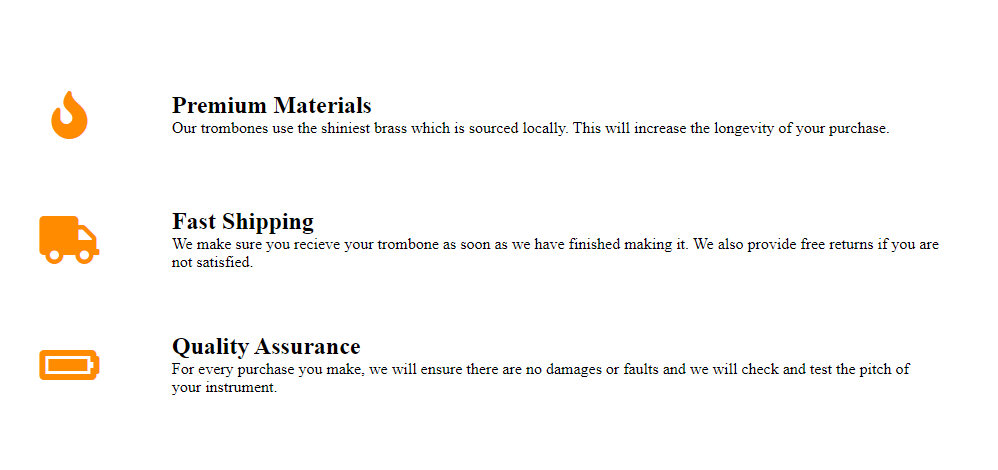 Premium Materials
Our trombones use the shiniest brass which is sourced locally. This will increase the longevity of your purchase.
Fast Shipping
We make sure you recieve your trombone as soon as we have finished making it. We also provide free returns if you are
not satisfied.
Quality Assurance
For every purchase you make, we will ensure there are no damages or faults and we will check and test the pitch of
your instrument.